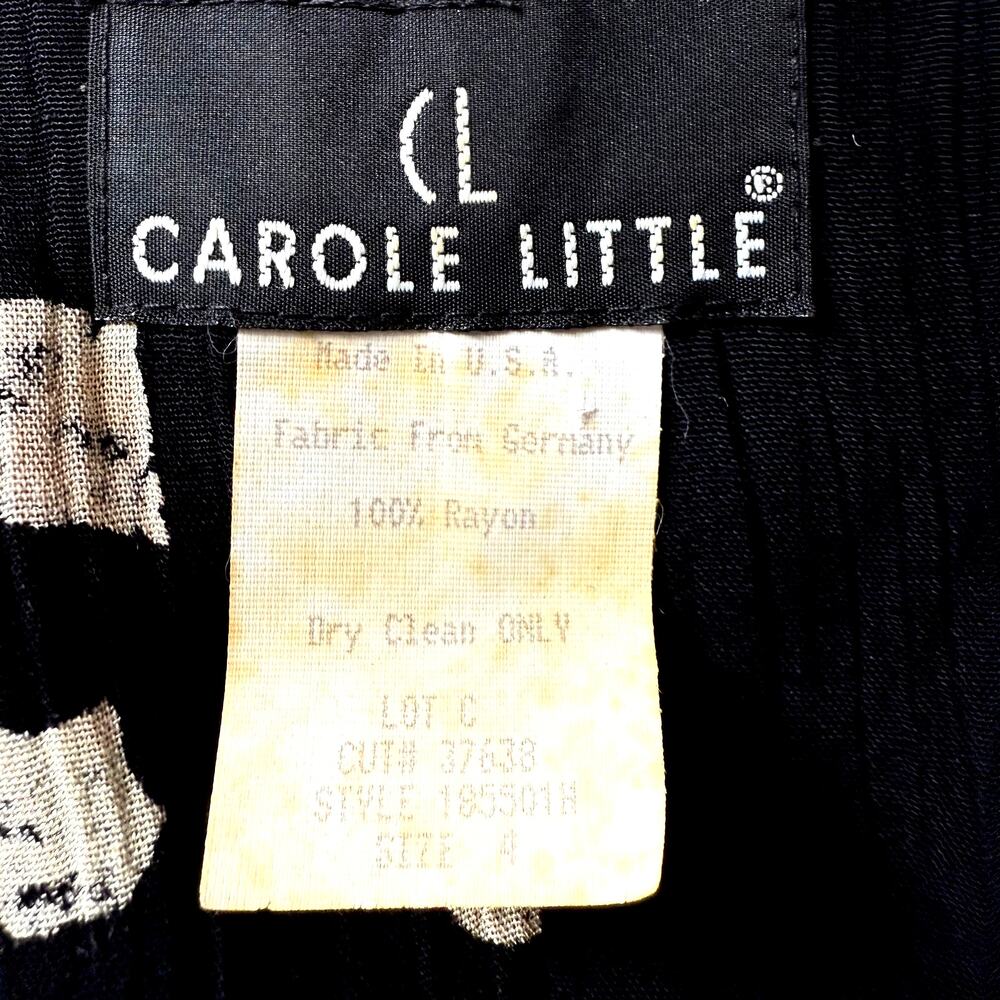 CL
CAROLE LITTLE®
Made in U.S.A.
Fabric From Germany
100% Rayon
Dry Clean ONLY
LOT C
CUT# 37638
STYLE 185501H
SIZE 4